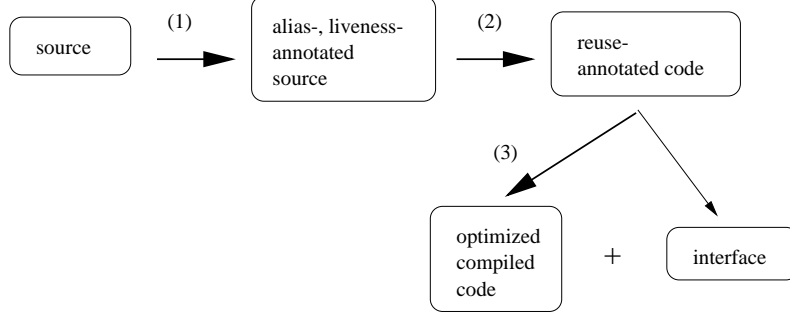 (1)
(2)
source
alias-, liveness-
annotated
source
reuse-
annotated code
(3)
optimized
compiled
code
+
interface